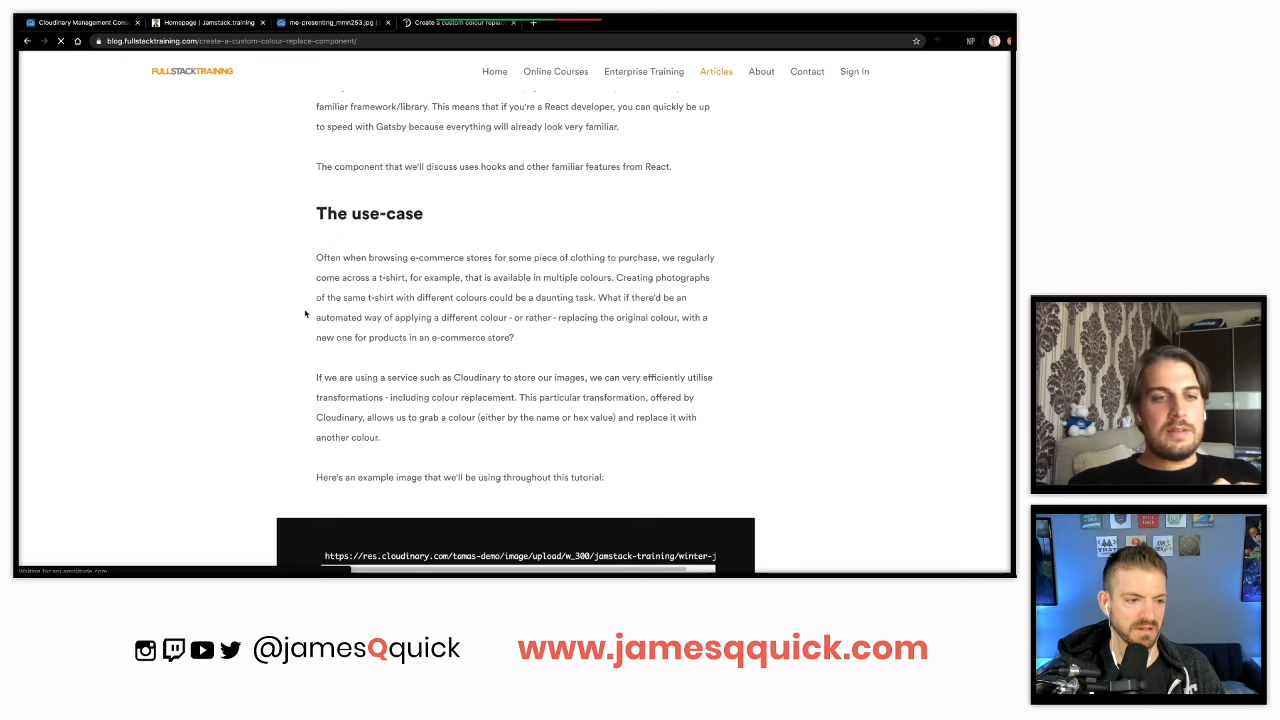 Cloudinary Management Cons
Homepage | Jamstack.training
me-presenting_mmn253.jpg (
Create a custom colour replac
blog.fullstacktraining.com/create-a-custom-colour-replace-component/
NP
FULLSTACKTRAINING
Home
Online Courses
Enterprise Training
Articles
About
Contact
Sign In
familiar framework/library. This means that if you're a React developer, you can quickly be up
to speed with Gatsby because everything will already look very familiar.
The component that we'll discuss uses hooks and other familiar features from React.
The use-case
Often when browsing e-commerce stores for some piece of clothing to purchase, we regularly
come across a t-shirt, for example, that is available in multiple colours. Creating photographs
of the same t-shirt with different colours could be a daunting task. What if there'd be an
automated way of applying a different colour - or rather - replacing the original colour, with a
new one for products in an e-commerce store?
If we are using a service such as Cloudinary to store our images, we can very efficiently utilise
transformations - including colour replacement. This particular transformation, offered by
Cloudinary, allows us to grab a colour (either by the name or hex value) and replace it with
another colour.
Here's an example image that we'll be using throughout this tutorial:
https://res.cloudinary.com/tamas-demo/image/upload/w_300/jamstack-training/winter-j
Waiting for api.amplitude.com
@jamesQquick
www.jamesqquick.com